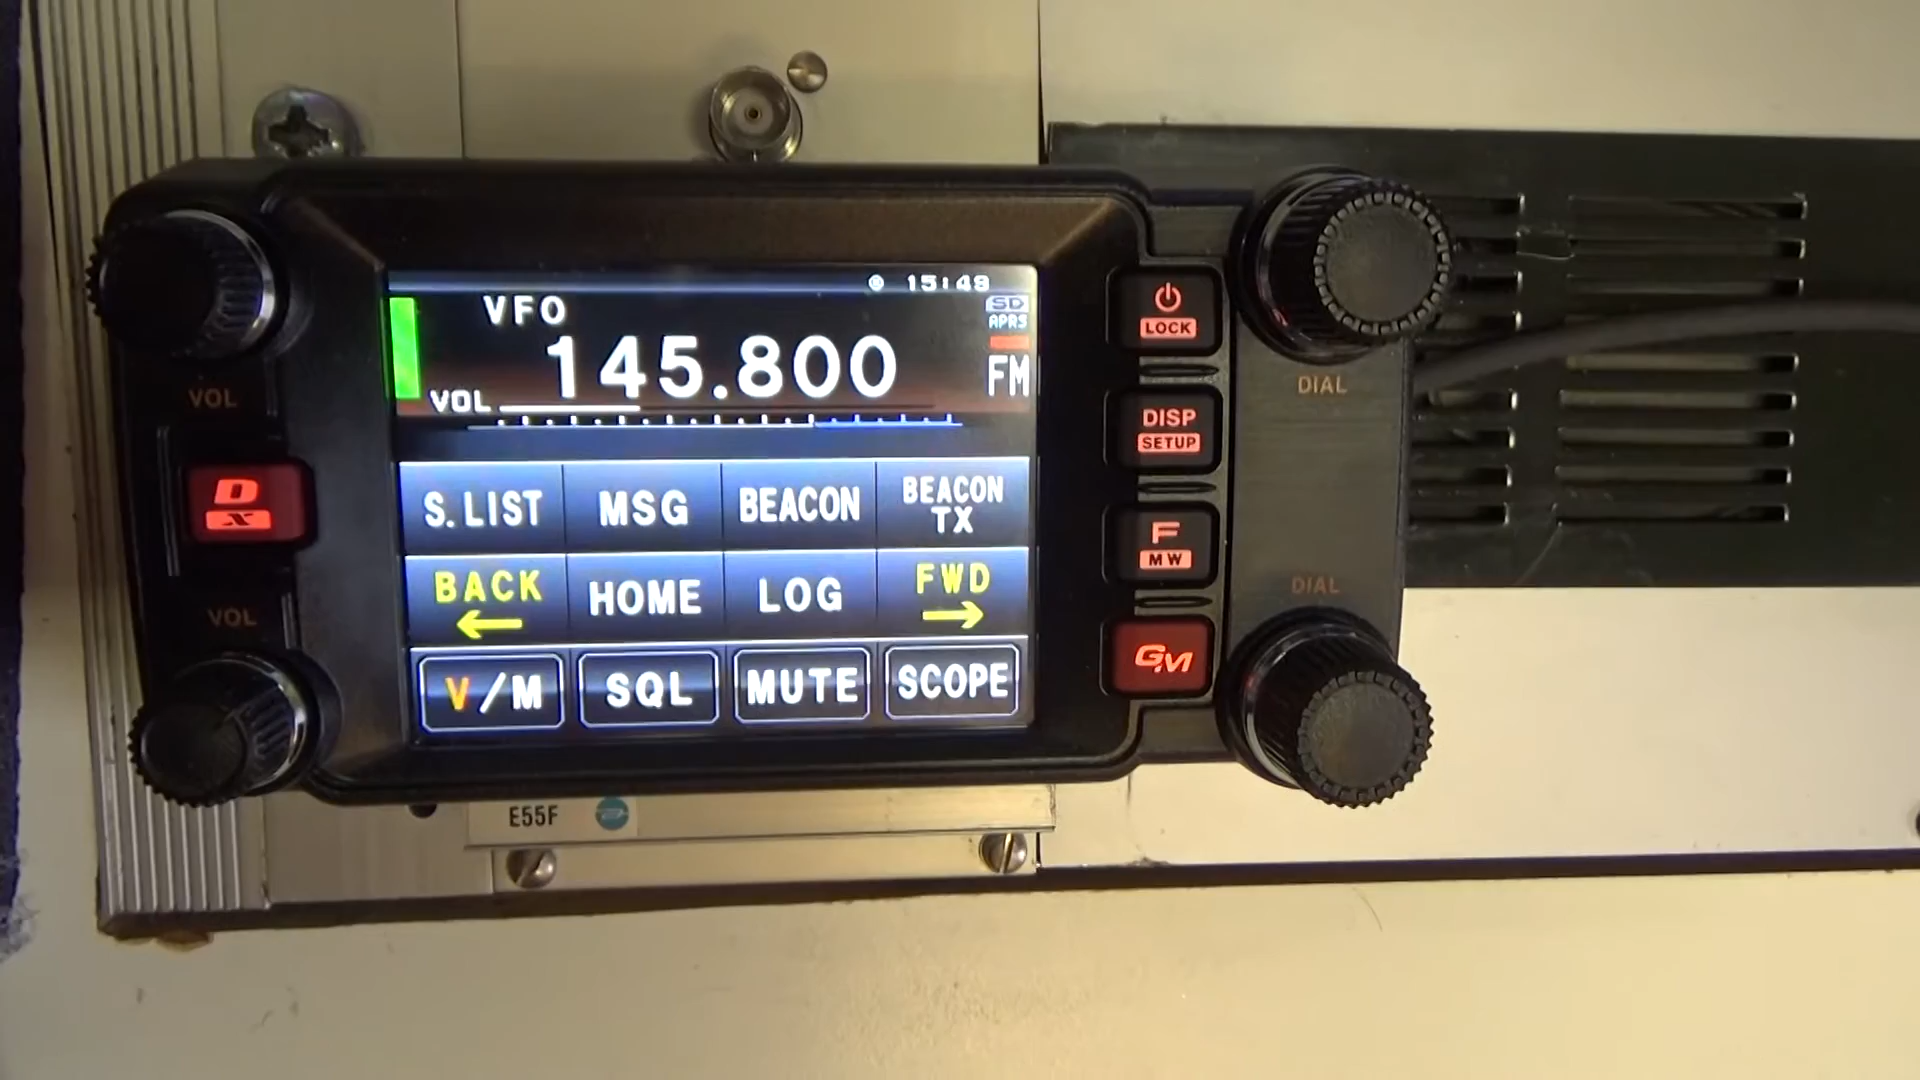 15:49
VFO
SD
APRS
145.800
FM
VOL
S.LIST MSG BEACON BEACON TX
BACK HOME LOG FWD
V/M SQL MUTE SCOPE
VOL
D X
VOL
LOCK
DISP
SETUP
F
MW
GM
DIAL
DIAL
E55F